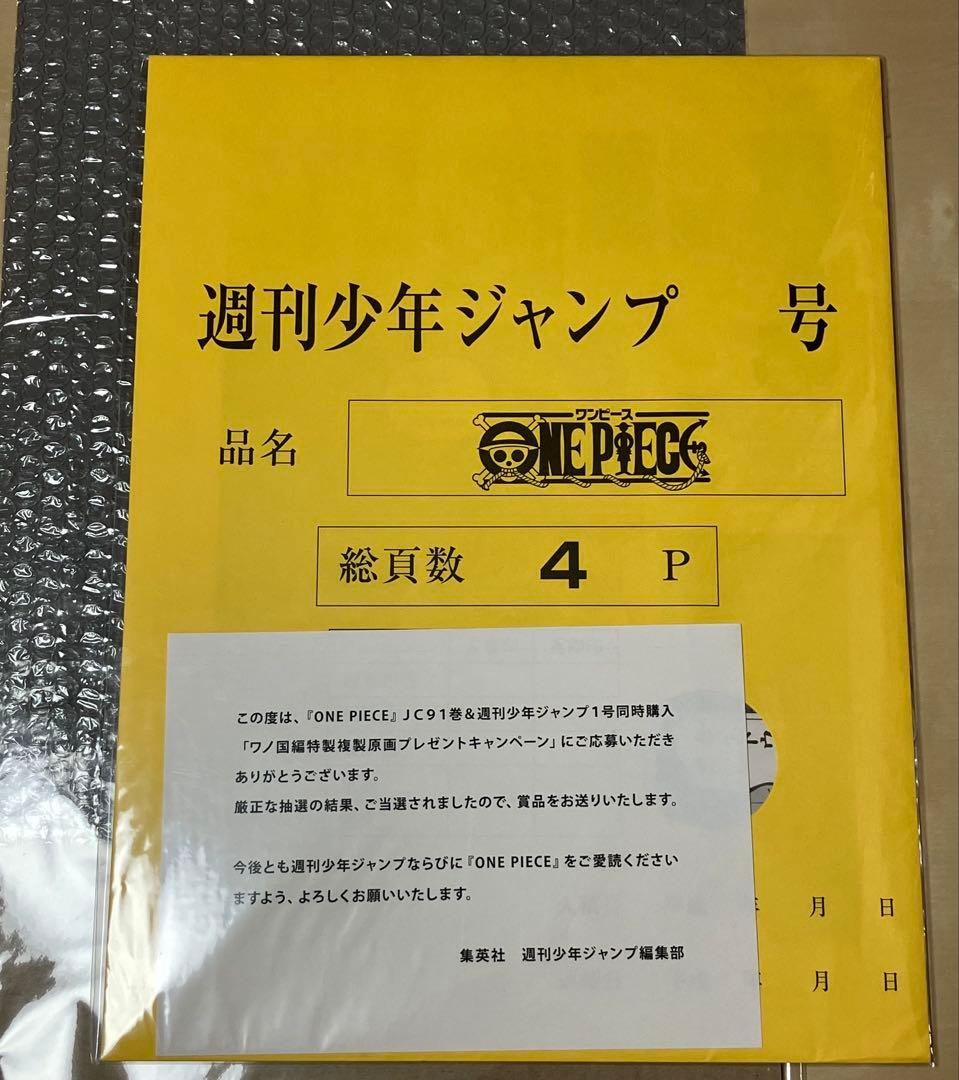 週刊少年ジャンプ 号
品名
ワンピース
ONE PIECE
総頁数 4 P
この度は、『ONE PIECE』JC91巻&週刊少年ジャンプ1号同時購入
「ワノ国編特製複製原画プレゼントキャンペーン」にご応募いただき
ありがとうございます。
厳正な抽選の結果、ご当選されましたので、賞品をお送りいたします。
今後とも週刊少年ジャンプならびに『ONE PIECE』をご愛読ください
ますよう、よろしくお願いいたします。
集英社 週刊少年ジャンプ編集部
年 月 日
年 月 日